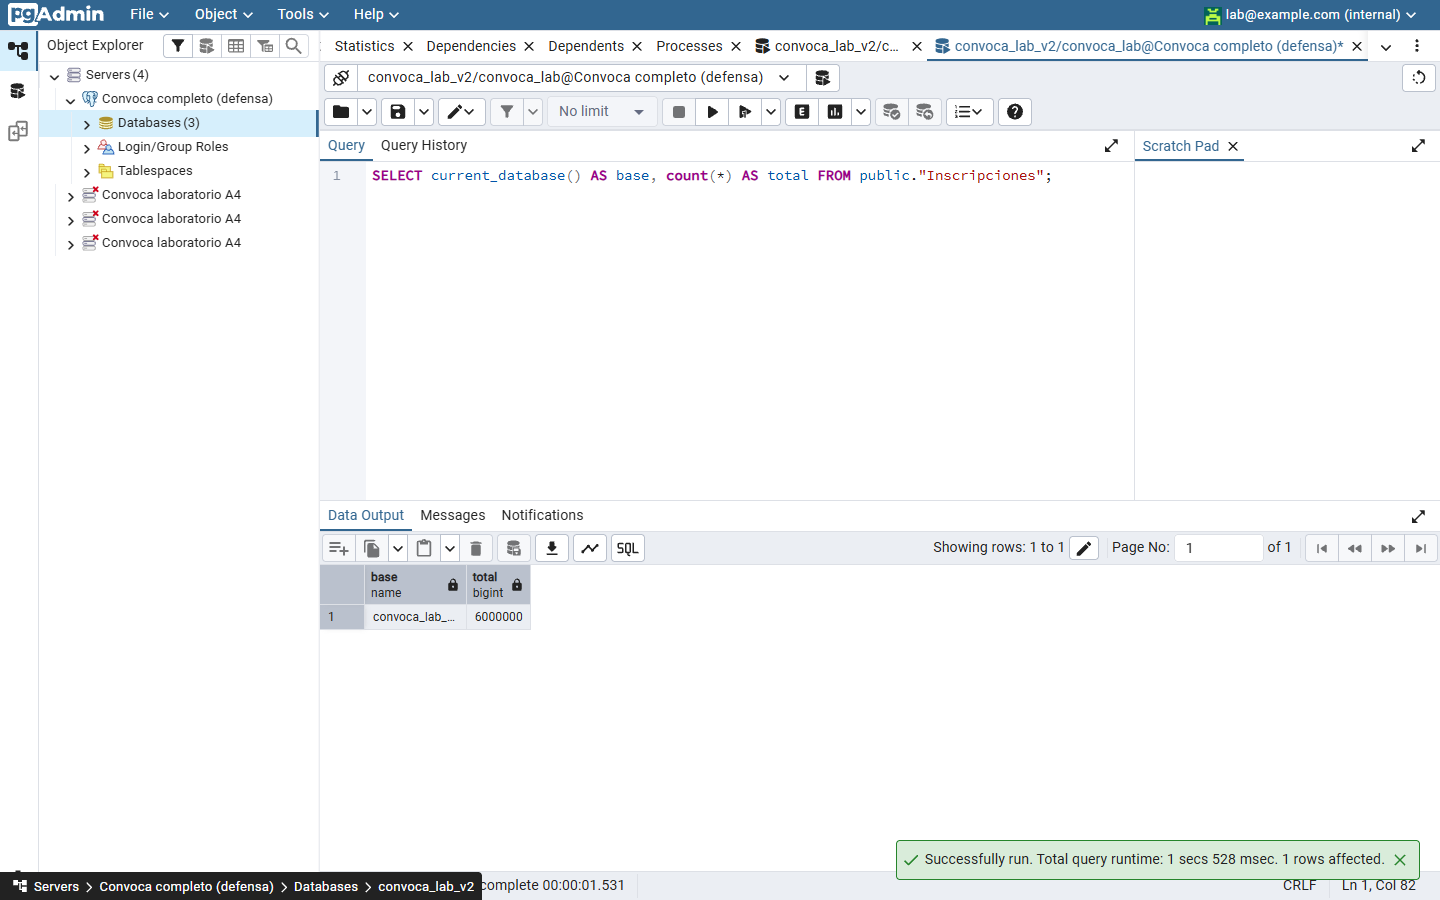 pgAdmin File Object Tools Help lab@example.com (internal)
Object Explorer
Statistics Dependencies Dependents Processes convoca_lab_v2/c... convoca_lab_v2/convoca_lab@Convoca completo (defensa)*
Servers (4)
Convoca completo (defensa)
Databases (3)
Login/Group Roles
Tablespaces
Convoca laboratorio A4
Convoca laboratorio A4
Convoca laboratorio A4
convoca_lab_v2/convoca_lab@Convoca completo (defensa)
No limit E
Query Query History
Scratch Pad
1 SELECT current_database() AS base, count(*) AS total FROM public."Inscripciones";
Data Output Messages Notifications
SQL Showing rows: 1 to 1 Page No: 1 of 1
base total
name bigint
1 convoca_lab_... 6000000
Successfully run. Total query runtime: 1 secs 528 msec. 1 rows affected.
Servers > Convoca completo (defensa) > Databases > convoca_lab_v2
complete 00:00:01.531 CRLF Ln 1, Col 82